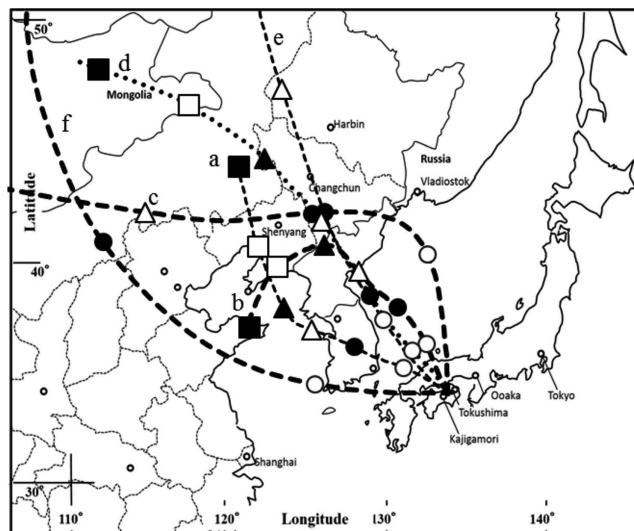 50°
e
d
Mongolia
f
Harbin
a
Russia
Changchun
Vladiostok
c
Latitude
Shenyang
40°
b
Ooaka
Tokyo
Tokushima
Kajigamori
Shanghai
30°
110°
120°
Longitude
130°
140°